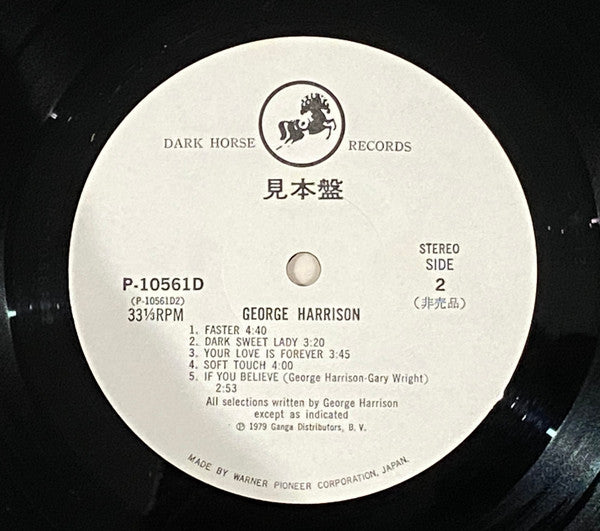 DARK HORSE RECORDS
見本盤
STEREO
SIDE
2
(非売品)
P-10561D
(P-10561D2)
33⅓RPM
GEORGE HARRISON
1. FASTER 4:40
2. DARK SWEET LADY 3:20
3. YOUR LOVE IS FOREVER 3:45
4. SOFT TOUCH 4:00
5. IF YOU BELIEVE (George Harrison-Gary Wright)
2:53
All selections written by George Harrison
except as indicated
℗ 1979 Ganga Distributors, B. V.
MADE BY WARNER PIONEER CORPORATION, JAPAN.